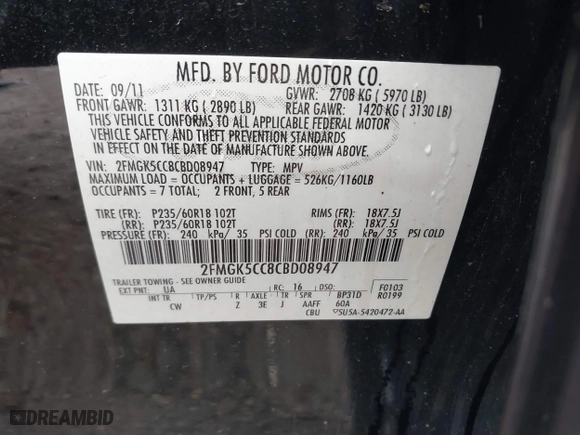 MFD. BY FORD MOTOR CO.
DATE: 09/11 GVWR: 2708 KG ( 5970 LB)
FRONT GAWR: 1311 KG ( 2890 LB) REAR GAWR: 1420 KG ( 3130 LB)
THIS VEHICLE CONFORMS TO ALL APPLICABLE FEDERAL MOTOR
VEHICLE SAFETY AND THEFT PREVENTION STANDARDS
IN EFFECT ON THE DATE OF MANUFACTURE SHOWN ABOVE
VIN: 2FMGK5CC8CBD08947 TYPE: MPV
MAXIMUM LOAD = OCCUPANTS + LUGGAGE = 526KG/1160LB
OCCUPANTS = 7 TOTAL; 2 FRONT, 5 REAR
TIRE (FR): P235/60R18 102T RIMS (FR): 18X7.5J
(RR): P235/60R18 102T (RR): 18X7.5J
PRESSURE (FR): 240 kPa/ 35 PSI COLD (RR): 240 kPa/ 35 PSI COLD
2FMGK5CC8CBD08947
TRAILER TOWING - SEE OWNER GUIDE
EXT PNT: UA RC: 16 DSO: F0103
INT TR TP/PS R AXLE TR SPR BP31D R0199
CW Z 3E J AAFF 60A
CBU 5U5A-5420472-AA
DREAMBID